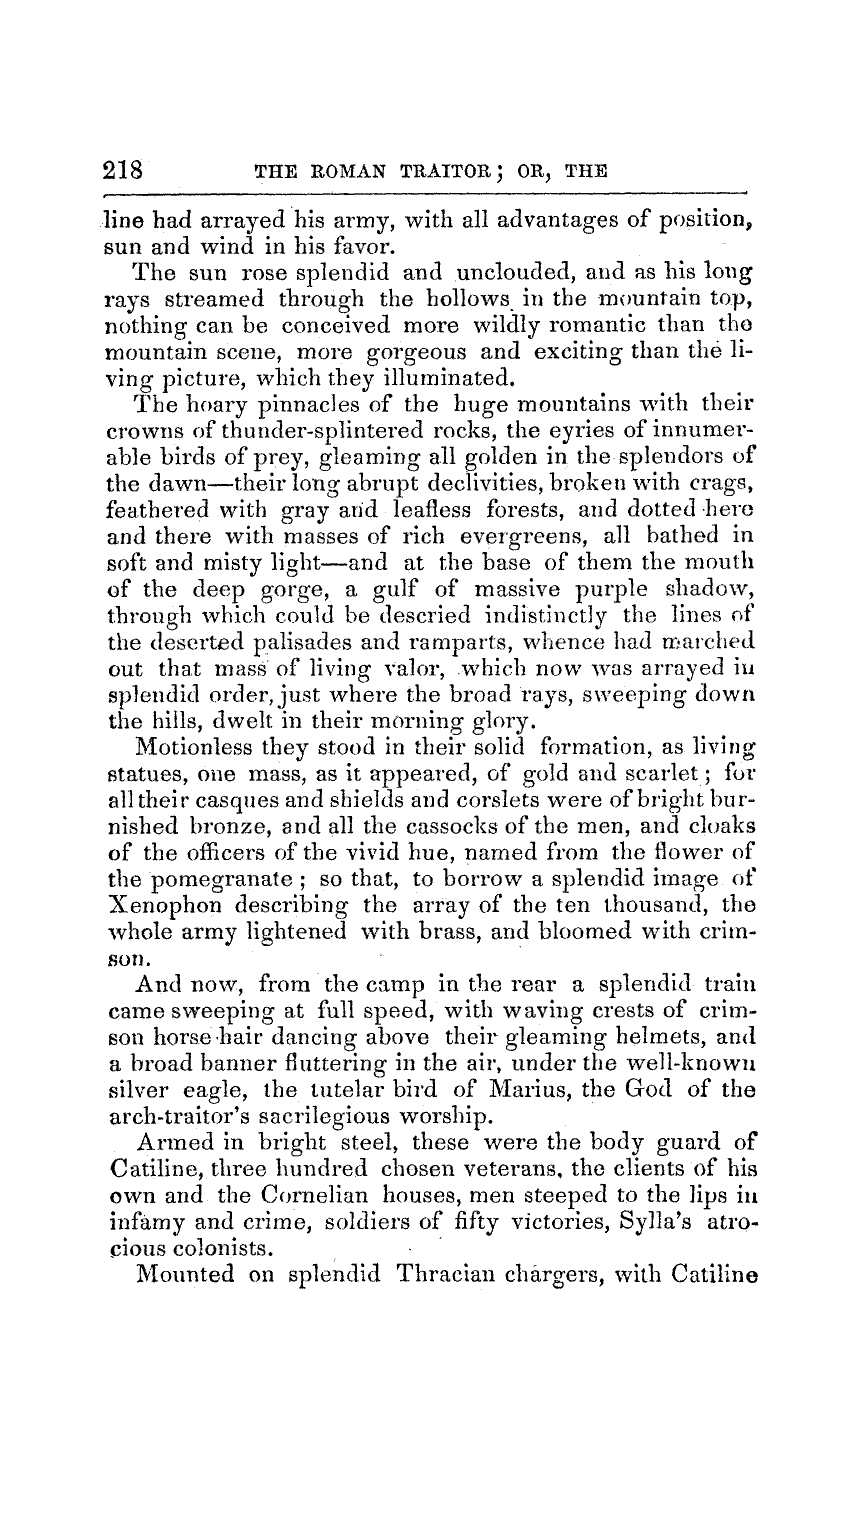 218 THE ROMAN TRAITOR; OR, THE
line had arrayed his army, with all advantages of position,
sun and wind in his favor.
The sun rose splendid and unclouded, and as his long
rays streamed through the hollows in the mountain top,
nothing can be conceived more wildly romantic than the
mountain scene, more gorgeous and exciting than the li-
ving picture, which they illuminated.
The hoary pinnacles of the huge mountains with their
crowns of thunder-splintered rocks, the eyries of innumer-
able birds of prey, gleaming all golden in the splendors of
the dawn—their long abrupt declivities, broken with crags,
feathered with gray and leafless forests, and dotted here
and there with masses of rich evergreens, all bathed in
soft and misty light—and at the base of them the mouth
of the deep gorge, a gulf of massive purple shadow,
through which could be descried indistinctly the lines of
the deserted palisades and ramparts, whence had marched
out that mass of living valor, which now was arrayed in
splendid order, just where the broad rays, sweeping down
the hills, dwelt in their morning glory.
Motionless they stood in their solid formation, as living
statues, one mass, as it appeared, of gold and scarlet; for
all their casques and shields and corslets were of bright bur-
nished bronze, and all the cassocks of the men, and cloaks
of the officers of the vivid hue, named from the flower of
the pomegranate; so that, to borrow a splendid image of
Xenophon describing the array of the ten thousand, the
whole army lightened with brass, and bloomed with crim-
son.
And now, from the camp in the rear a splendid train
came sweeping at full speed, with waving crests of crim-
son horse-hair dancing above their gleaming helmets, and
a broad banner fluttering in the air, under the well-known
silver eagle, the tutelar bird of Marius, the God of the
arch-traitor's sacrilegious worship.
Armed in bright steel, these were the body guard of
Catiline, three hundred chosen veterans, the clients of his
own and the Cornelian houses, men steeped to the lips in
infamy and crime, soldiers of fifty victories, Sylla's atro-
cious colonists.
Mounted on splendid Thracian chargers, with Catiline